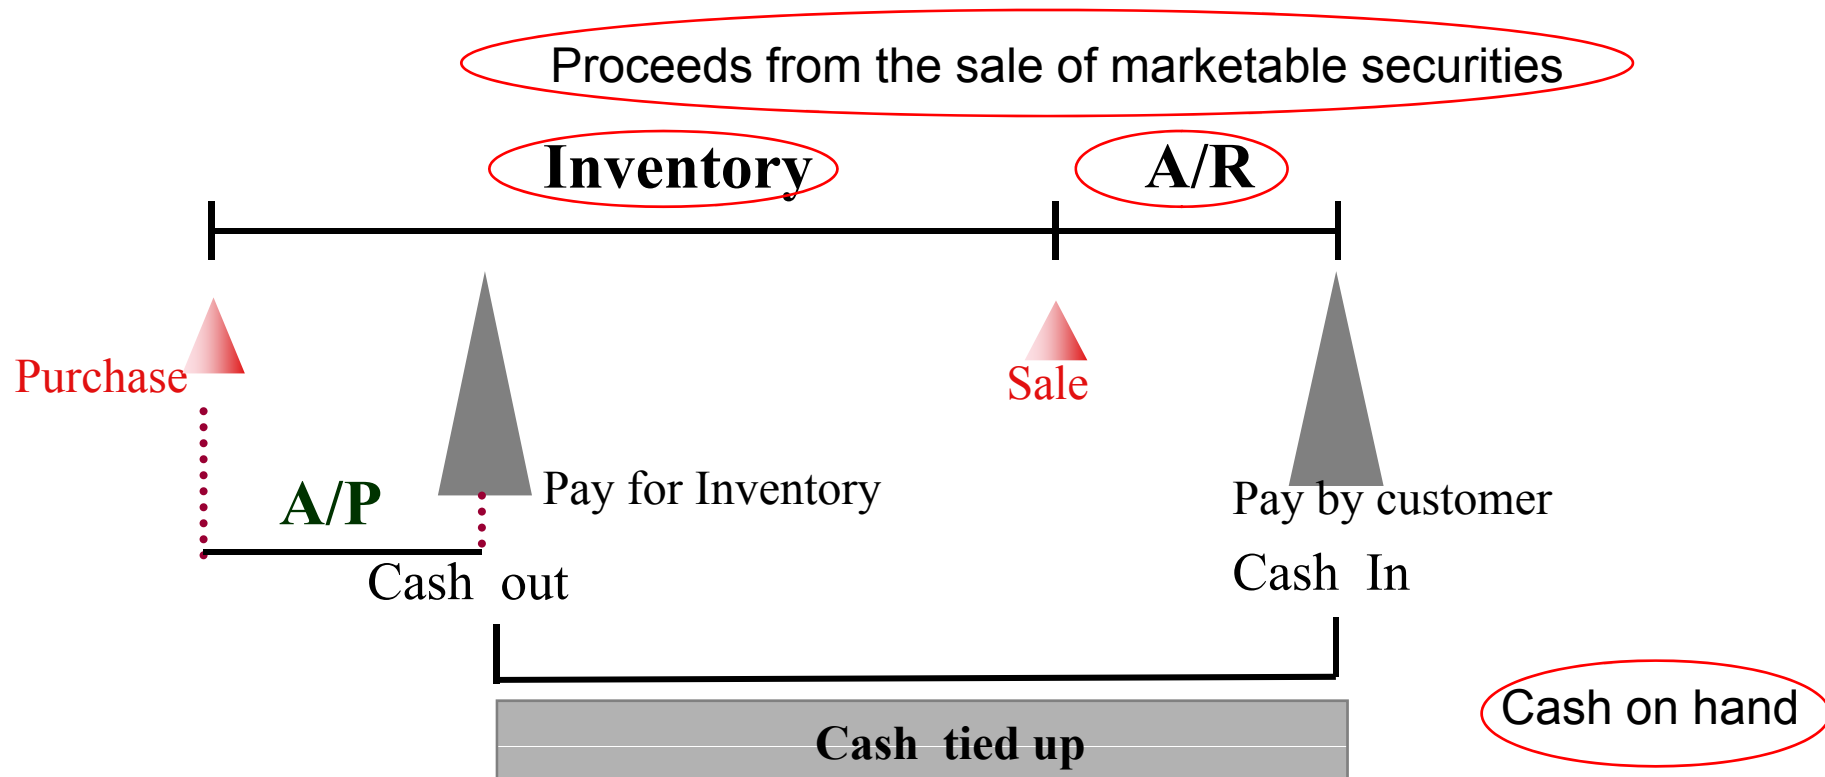 Proceeds from the sale of marketable securities
Inventory
A/R
Purchase
Sale
A/P
Pay for Inventory
Pay by customer
Cash out
Cash In
Cash on hand
Cash tied up